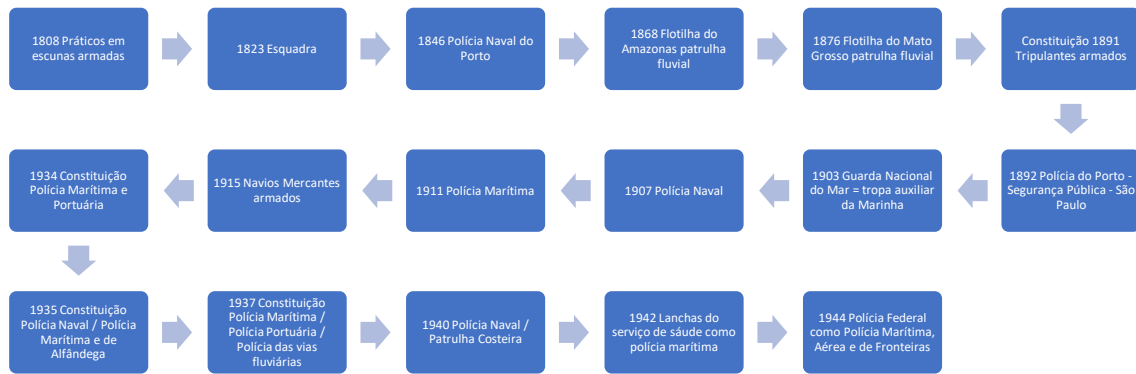 1808 Práticos em
escunas armadas
1823 Esquadra
1846 Polícia Naval do
Porto
1868 Flotilha do
Amazonas patrulha
fluvial
1876 Flotilha do Mato
Grosso patrulha fluvial
Constituição 1891
Tripulantes armados
1892 Polícia do Porto -
Segurança Pública - São
Paulo
1903 Guarda Nacional
do Mar = tropa auxiliar
da Marinha
1907 Polícia Naval
1911 Polícia Marítima
1915 Navios Mercantes
armados
1934 Constituição
Polícia Marítima e
Portuária
1935 Constituição
Polícia Naval / Polícia
Marítima e de
Alfândega
1937 Constituição
Polícia Marítima /
Polícia Portuária /
Polícia das vias
fluviárias
1940 Polícia Naval /
Patrulha Costeira
1942 Lanchas do
serviço de sáude como
polícia marítima
1944 Polícia Federal
como Polícia Marítima,
Aérea e de Fronteiras